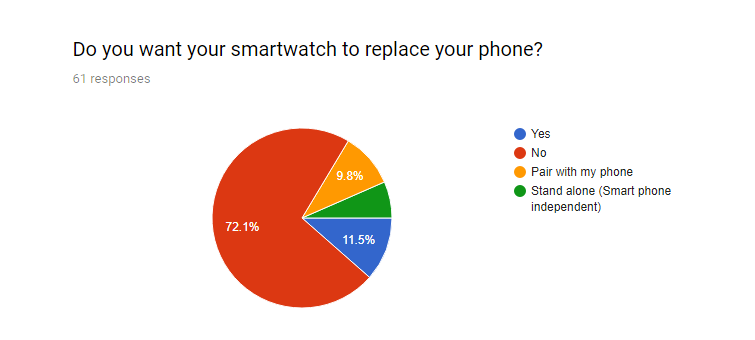 Do you want your smartwatch to replace your phone?
61 responses
Yes
No
Pair with my phone
Stand alone (Smart phone
independent)
9.8%
72.1%
11.5%